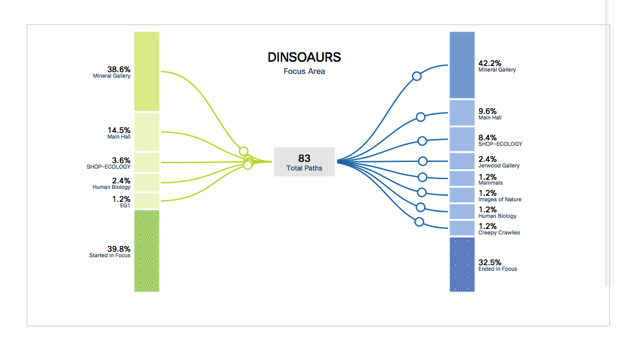 DINSOAURS
Focus Area
38.6%
Mineral Gallery
14.5%
Main Hall
3.6%
SHOP-ECOLOGY
2.4%
Human Biology
1.2%
EG1
39.8%
Started in Focus
83
Total Paths
42.2%
Mineral Gallery
9.6%
Main Hall
8.4%
SHOP-ECOLOGY
2.4%
Jerwood Gallery
1.2%
Mammals
1.2%
Images of Nature
1.2%
Human Biology
1.2%
Creepy Crawlies
32.5%
Ended in Focus